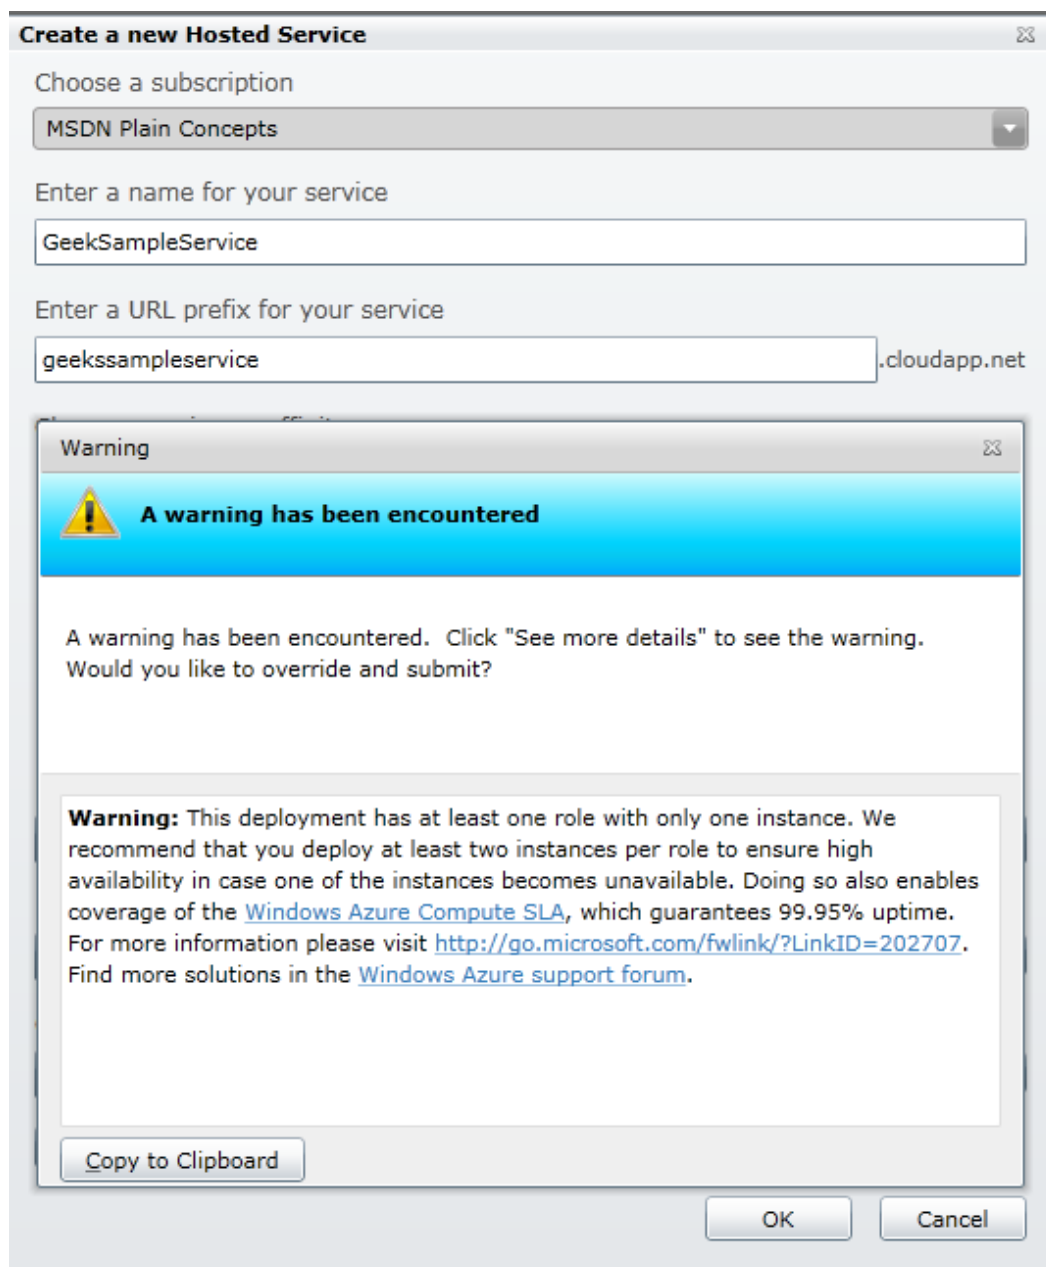 Create a new Hosted Service
Choose a subscription
MSDN Plain Concepts
Enter a name for your service
GeekSampleService
Enter a URL prefix for your service
geekssampleservice
.cloudapp.net
Warning
A warning has been encountered
A warning has been encountered.  Click "See more details" to see the warning.
Would you like to override and submit?
Warning: This deployment has at least one role with only one instance. We
recommend that you deploy at least two instances per role to ensure high
availability in case one of the instances becomes unavailable. Doing so also enables
coverage of the Windows Azure Compute SLA, which guarantees 99.95% uptime.
For more information please visit http://go.microsoft.com/fwlink/?LinkID=202707.
Find more solutions in the Windows Azure support forum.
Copy to Clipboard
OK
Cancel